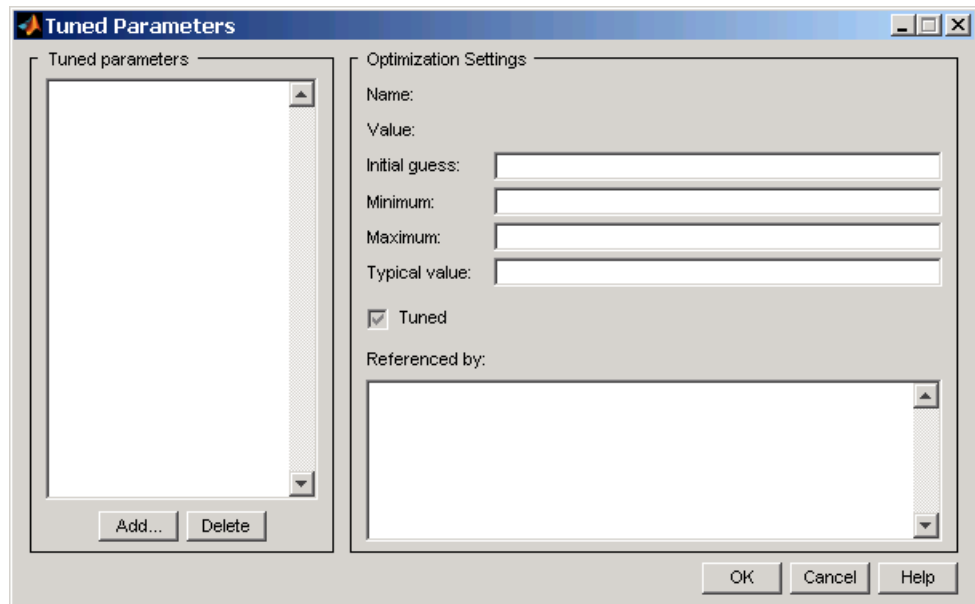 Tuned Parameters
Tuned parameters
Add...
Delete
Optimization Settings
Name:
Value:
Initial guess:
Minimum:
Maximum:
Typical value:
Tuned
Referenced by:
OK
Cancel
Help